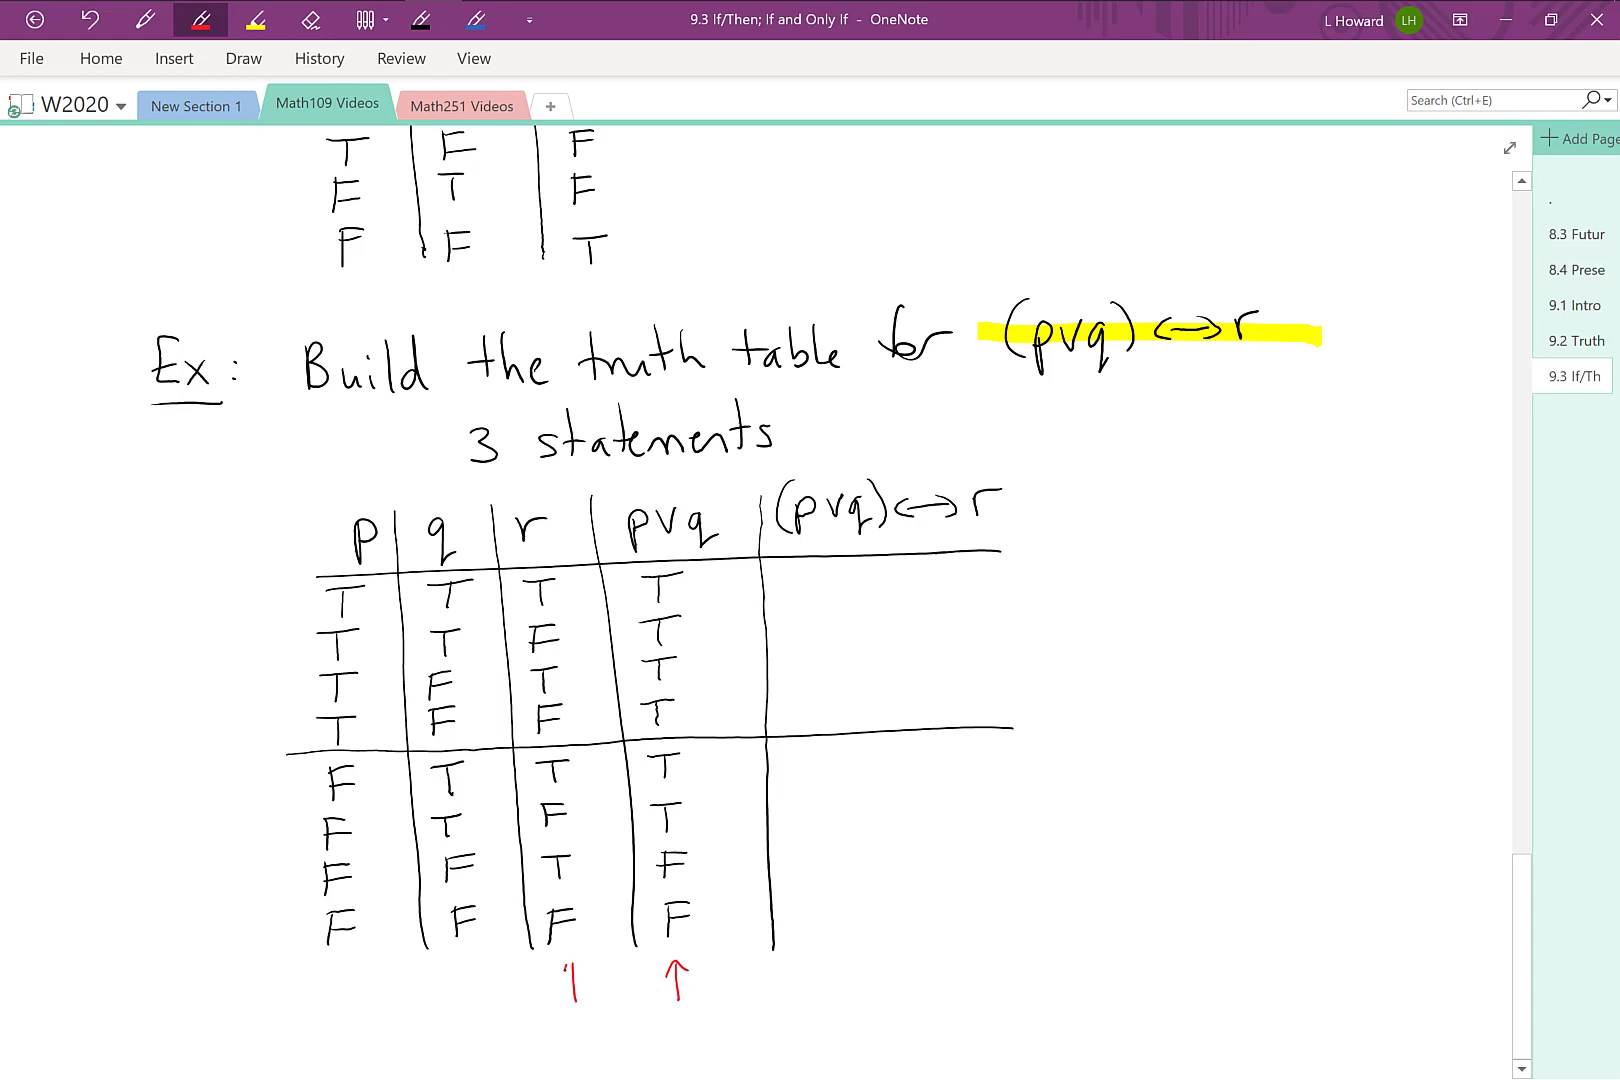 9.3 If/Then; If and Only If - OneNote
L Howard LH
File Home Insert Draw History Review View
W2020 New Section 1 Math109 Videos Math251 Videos +
Search (Ctrl+E)
Add Page
.
8.3 Futur
8.4 Prese
9.1 Intro
9.2 Truth
9.3 If/Th
T F F
F T F
F F T
Ex: Build the truth table for (p∨q) ↔ r
3 statements
p q r p∨q (p∨q) ↔ r
T T T T
T T F T
T F T T
T F F T
F T T T
F T F T
F F T F
F F F F